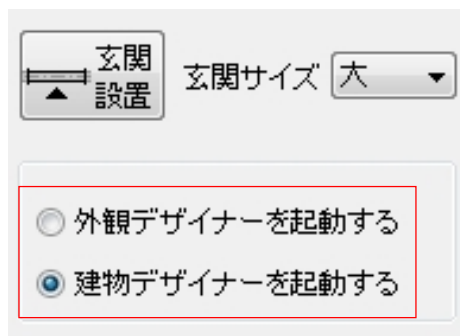 玄関
設置
玄関サイズ 大
外観デザイナーを起動する
建物デザイナーを起動する